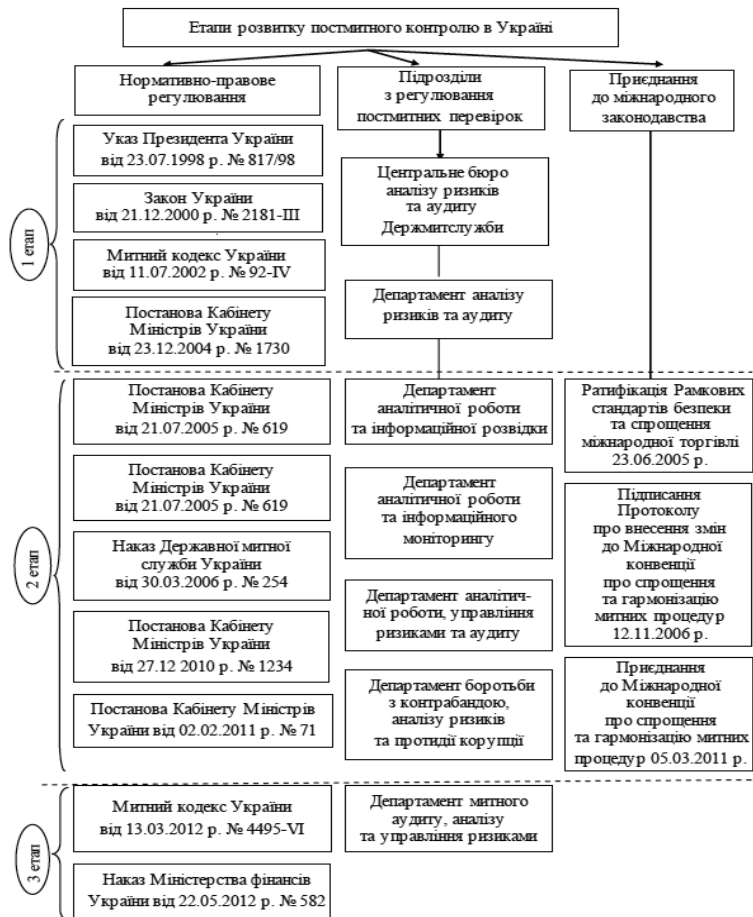 Етапи розвитку постмитного контролю в Україні
Нормативно-правове
регулювання
Підрозділи
з регулювання
постмитних перевірок
Приєднання
до міжнародного
законодавства
1 етап
Указ Президента України
від 23.07.1998 р. № 817/98
Закон України
від 21.12.2000 р. № 2181-III
Митний кодекс України
від 11.07.2002 р. № 92-IV
Постанова Кабінету
Міністрів України
від 23.12.2004 р. № 1730
Центральне бюро
аналізу ризиків
та аудиту
Держмитслужби
Департамент аналізу
ризиків та аудиту
2 етап
Постанова Кабінету
Міністрів України
від 21.07.2005 р. № 619
Постанова Кабінету
Міністрів України
від 21.07.2005 р. № 619
Наказ Державної митної
служби України
від 30.03.2006 р. № 254
Постанова Кабінету
Міністрів України
від 27.12 2010 р. № 1234
Постанова Кабінету Міністрів
України від 02.02.2011 р. № 71
Департамент
аналітичної роботи
та інформаційної розвідки
Департамент
аналітичної роботи
та інформаційного
моніторингу
Департамент аналітич-
ної роботи, управління
ризиками та аудиту
Департамент боротьби
з контрабандою,
аналізу ризиків
та протидії корупції
Ратифікація Рамкових
стандартів безпеки
та спрощення
міжнародної торгівлі
23.06.2005 р.
Підписання
Протоколу
про внесення змін
до Міжнародної
конвенції
про спрощення
та гармонізацію
митних процедур
12.11.2006 р.
Приєднання
до Міжнародної
конвенції
про спрощення
та гармонізацію митних
процедур 05.03.2011 р.
3 етап
Митний кодекс України
від 13.03.2012 р. № 4495-VI
Наказ Міністерства фінансів
України від 22.05.2012 р. № 582
Департамент митного
аудиту, аналізу
та управління ризиками